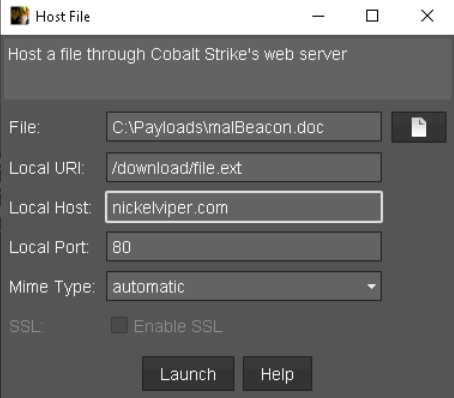 Host File
Host a file through Cobalt Strike's web server
File: C:\Payloads\malBeacon.doc
Local URI: /download/file.ext
Local Host: nickelviper.com
Local Port: 80
Mime Type: automatic
SSL: Enable SSL
Launch Help